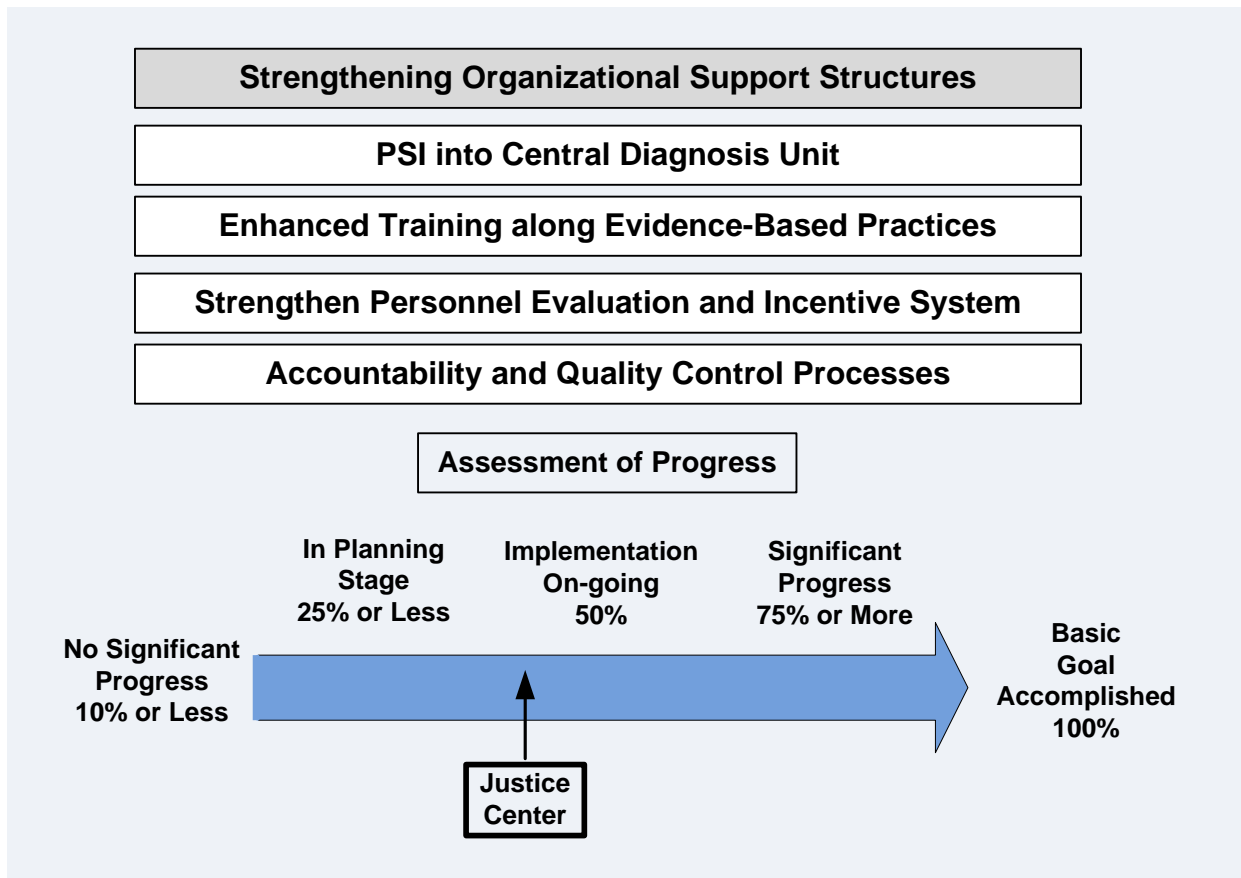 Strengthening Organizational Support Structures
PSI into Central Diagnosis Unit
Enhanced Training along Evidence-Based Practices
Strengthen Personnel Evaluation and Incentive System
Accountability and Quality Control Processes
Assessment of Progress
In Planning
Stage
25% or Less
Implementation
On-going
50%
Significant
Progress
75% or More
No Significant
Progress
10% or Less
Basic
Goal
Accomplished
100%
Justice
Center